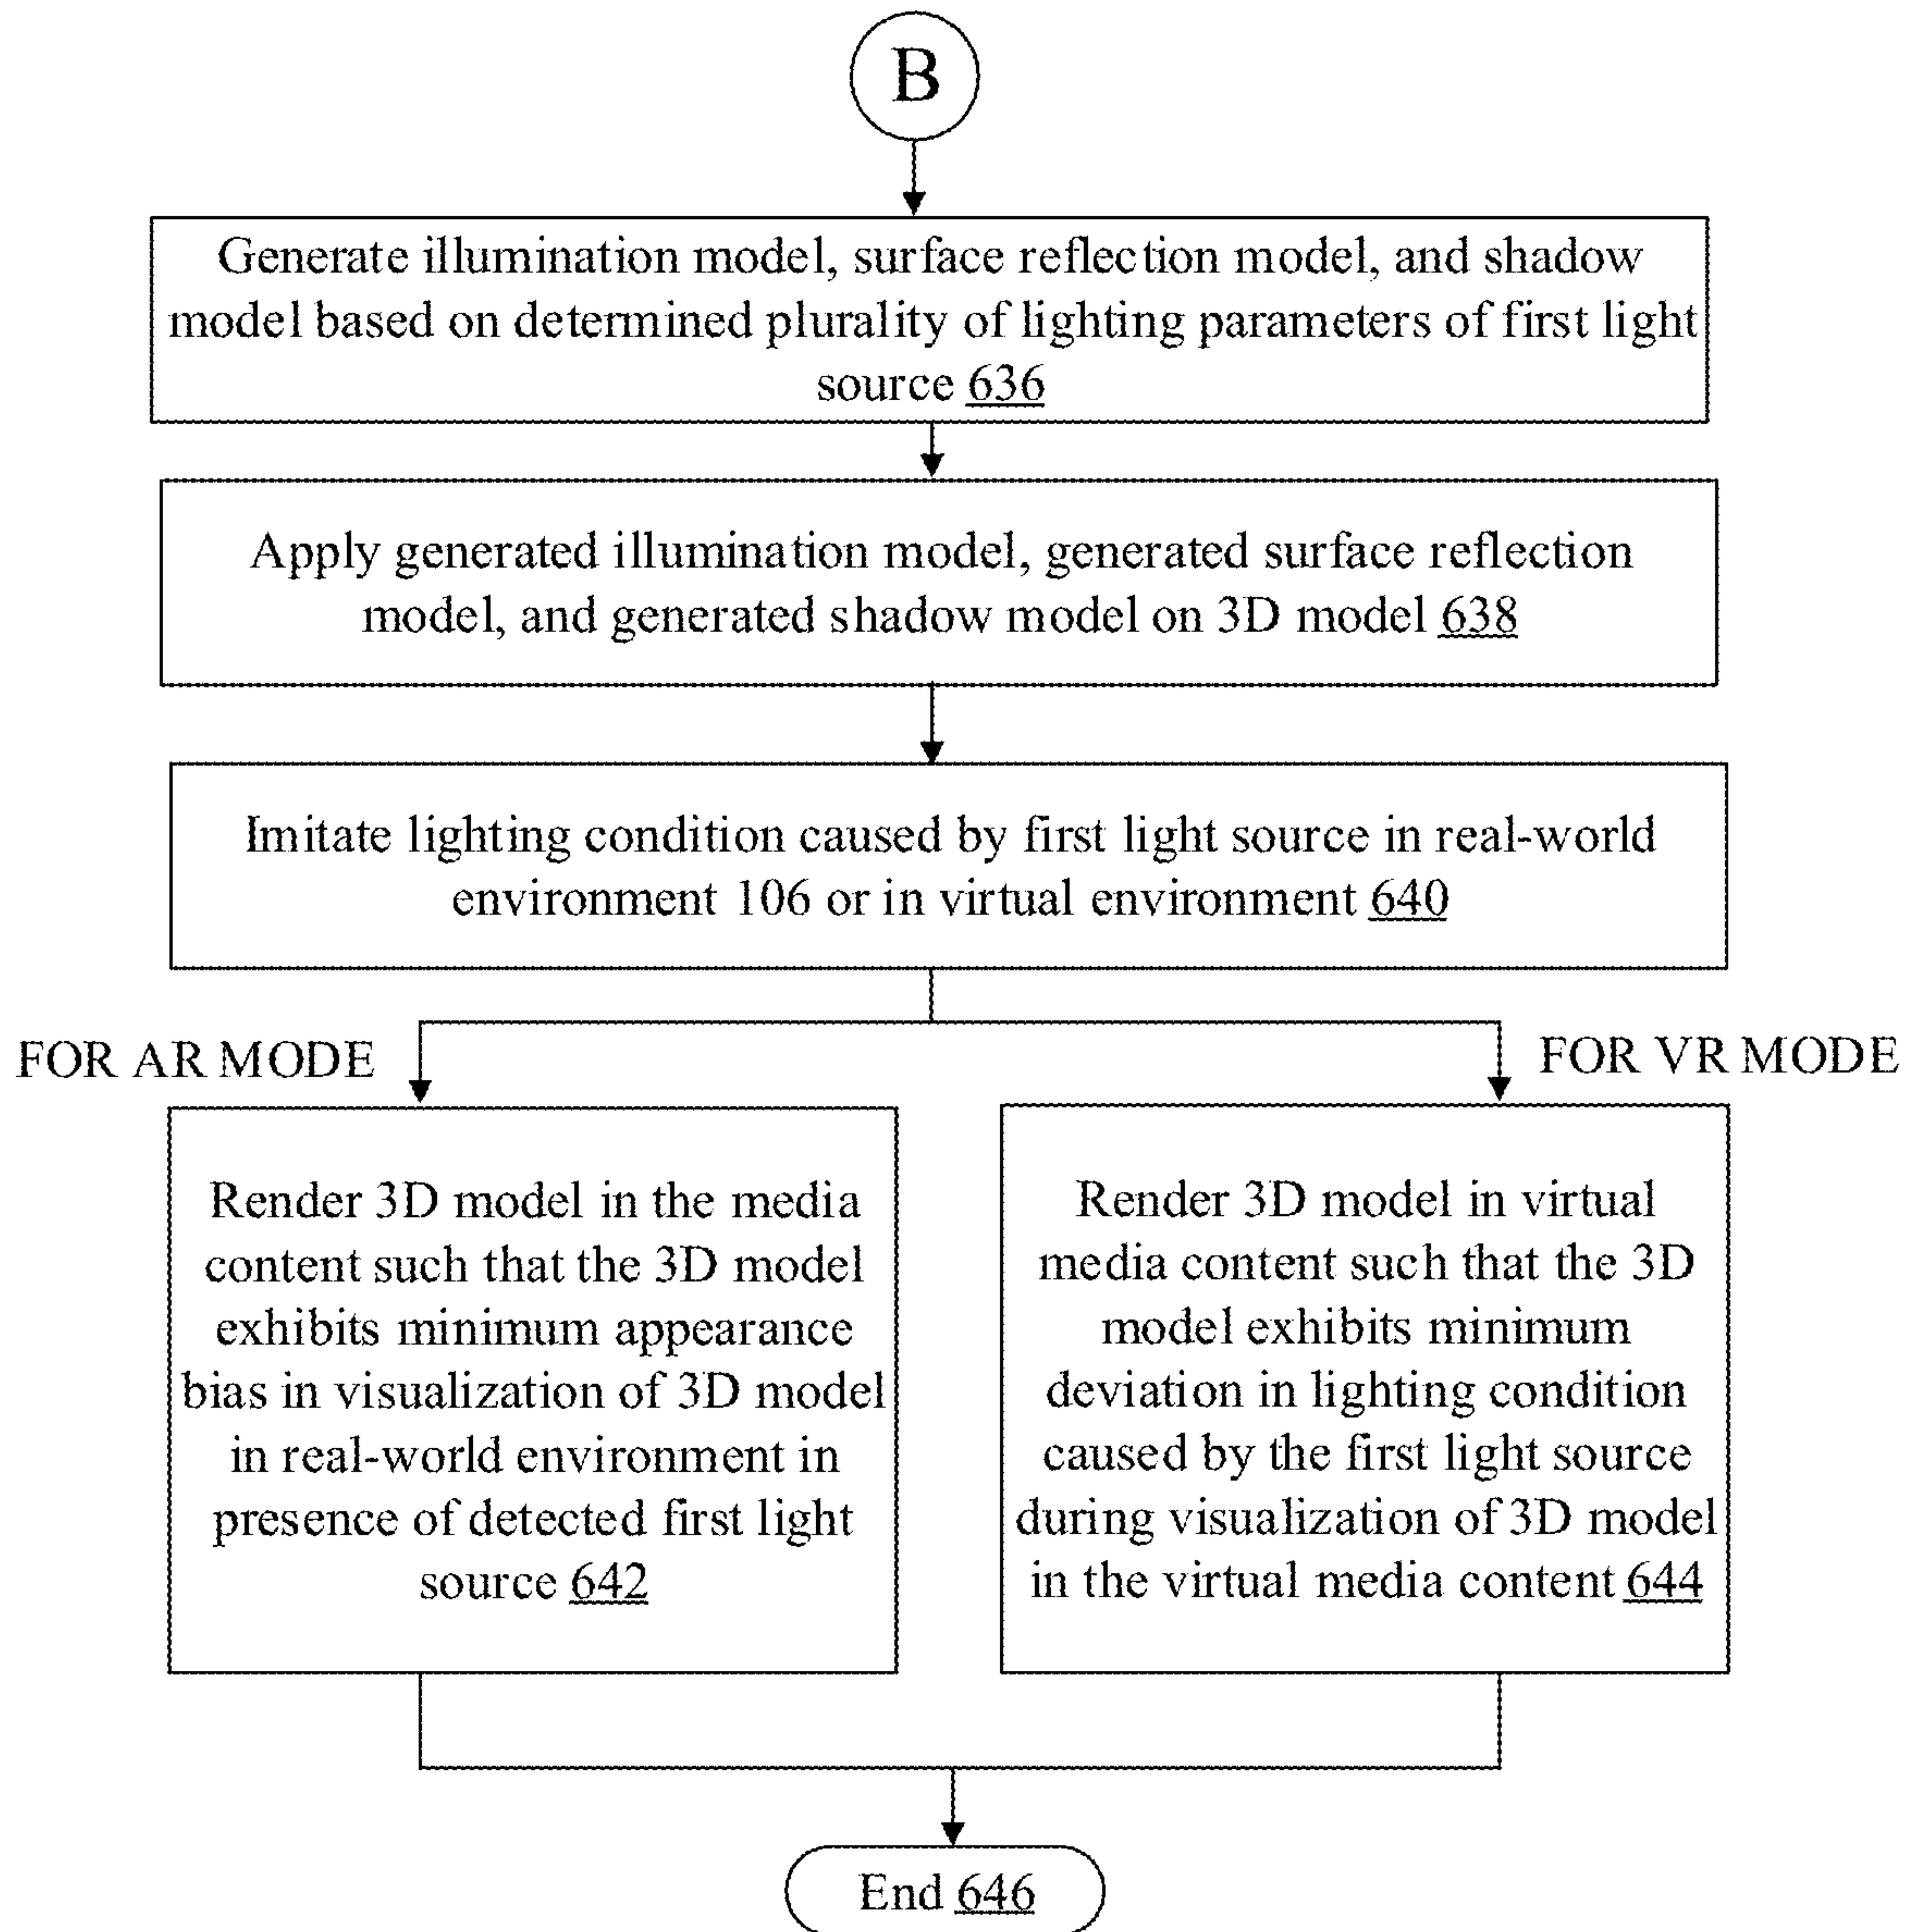 B
Generate illumination model, surface reflection model, and shadow
model based on determined plurality of lighting parameters of first light
source 636
Apply generated illumination model, generated surface reflection
model, and generated shadow model on 3D model 638
Imitate lighting condition caused by first light source in real-world
environment 106 or in virtual environment 640
FOR AR MODE
FOR VR MODE
Render 3D model in the media
content such that the 3D model
exhibits minimum appearance
bias in visualization of 3D model
in real-world environment in
presence of detected first light
source 642
Render 3D model in virtual
media content such that the 3D
model exhibits minimum
deviation in lighting condition
caused by the first light source
during visualization of 3D model
in the virtual media content 644
End 646